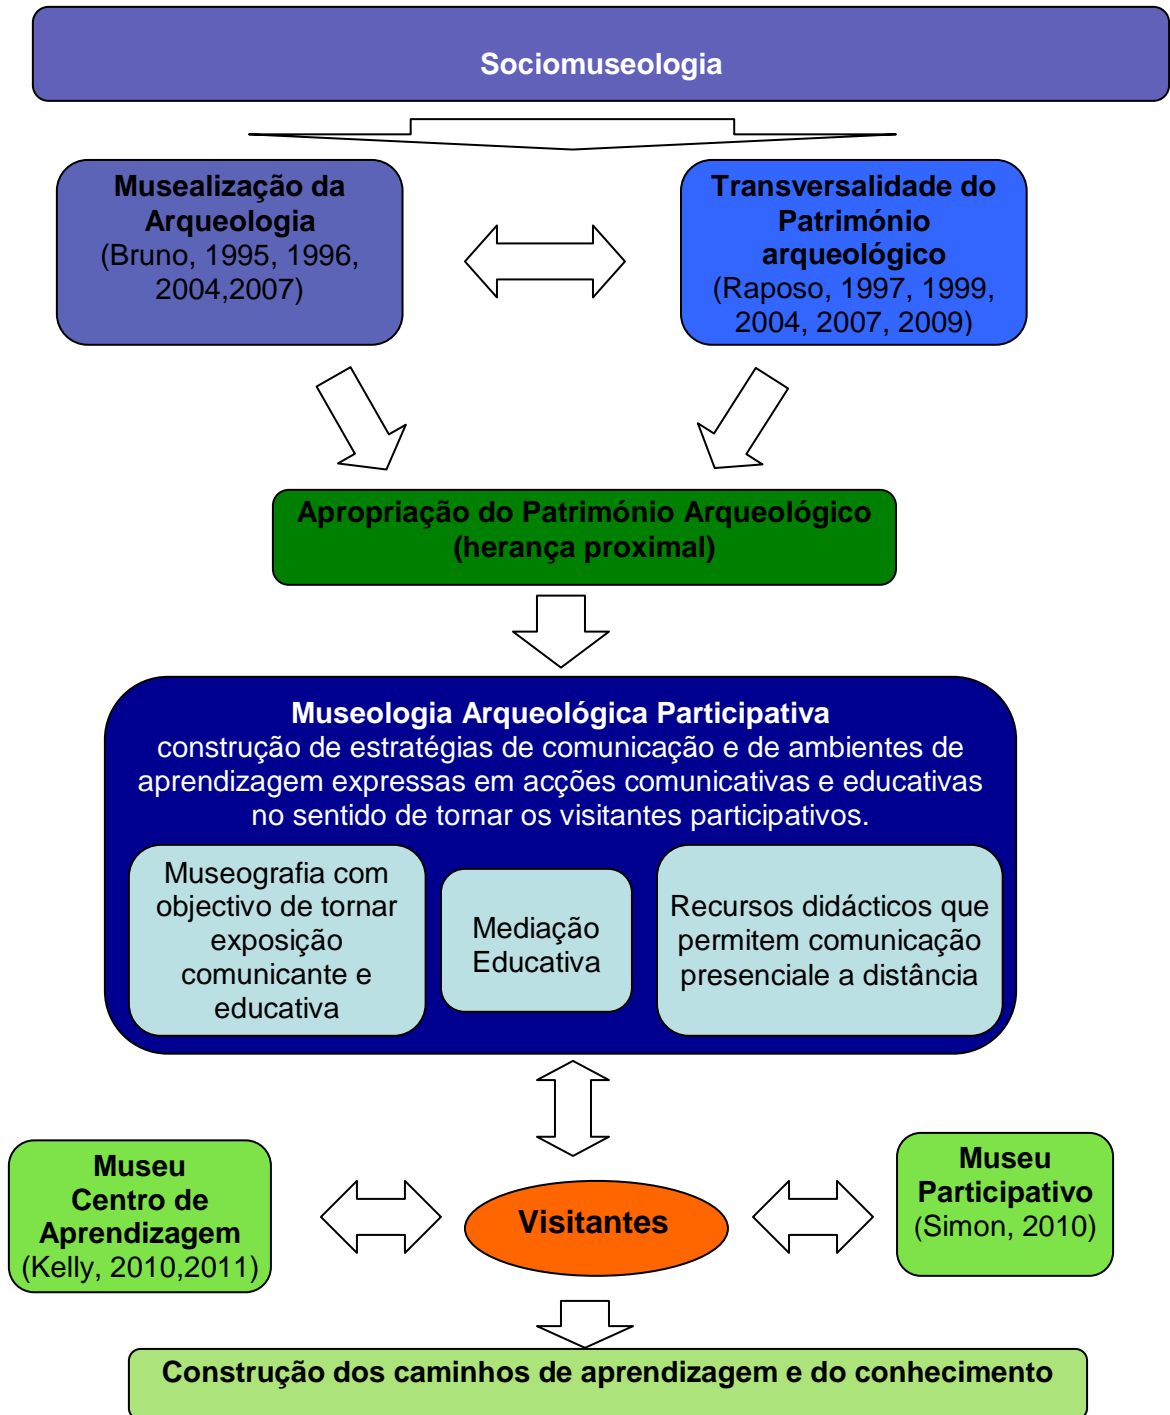 Sociomuseologia
Musealização da
Arqueologia
(Bruno, 1995, 1996,
2004,2007)
Transversalidade do
Património
arqueológico
(Raposo, 1997, 1999,
2004, 2007, 2009)
Apropriação do Património Arqueológico
(herança proximal)
Museologia Arqueológica Participativa
construção de estratégias de comunicação e de ambientes de
aprendizagem expressas em acções comunicativas e educativas
no sentido de tornar os visitantes participativos.
Museografia com
objectivo de tornar
exposição
comunicante e
educativa
Mediação
Educativa
Recursos didácticos que
permitem comunicação
presenciale a distância
Museu
Centro de
Aprendizagem
(Kelly, 2010,2011)
Visitantes
Museu
Participativo
(Simon, 2010)
Construção dos caminhos de aprendizagem e do conhecimento